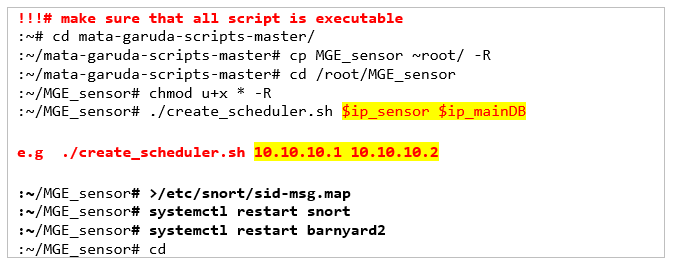 !!!# make sure that all script is executable
:~# cd mata-garuda-scripts-master/
:~/mata-garuda-scripts-master# cp MGE_sensor ~root/ -R
:~/mata-garuda-scripts-master# cd /root/MGE_sensor
:~/MGE_sensor# chmod u+x * -R
:~/MGE_sensor# ./create_scheduler.sh $ip_sensor $ip_mainDB
e.g  ./create_scheduler.sh 10.10.10.1 10.10.10.2
:~/MGE_sensor# >/etc/snort/sid-msg.map
:~/MGE_sensor# systemctl restart snort
:~/MGE_sensor# systemctl restart barnyard2
:~/MGE_sensor# cd